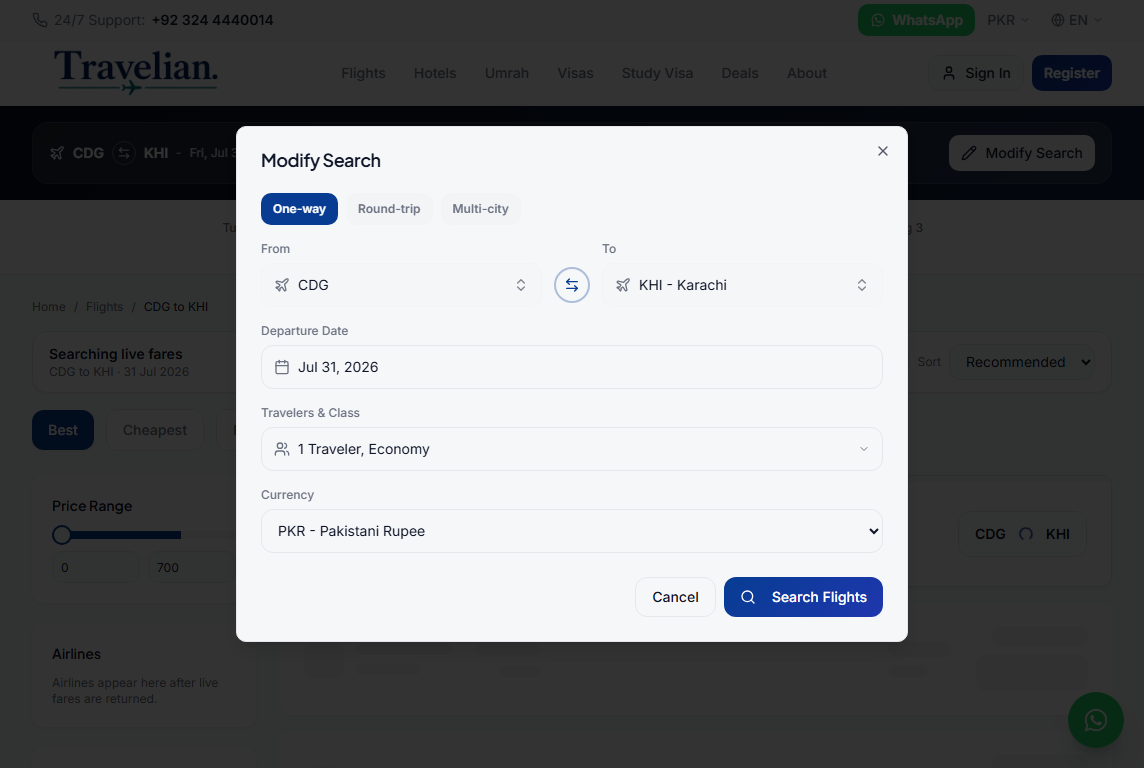 24/7 Support: +92 324 4440014
WhatsApp
PKR
EN
Travelian.
Flights
Hotels
Umrah
Visas
Study Visa
Deals
About
Sign In
Register
CDG
KHI
- Fri, Jul 3
Modify Search
Modify Search
One-way
Round-trip
Multi-city
From
To
CDG
KHI - Karachi
Departure Date
Jul 31, 2026
Travelers & Class
1 Traveler, Economy
Currency
PKR - Pakistani Rupee
Cancel
Search Flights
Home / Flights / CDG to KHI
Searching live fares
CDG to KHI · 31 Jul 2026
Sort
Recommended
Best
Cheapest
Price Range
0
700
CDG
KHI
Airlines
Airlines appear here after live
fares are returned.